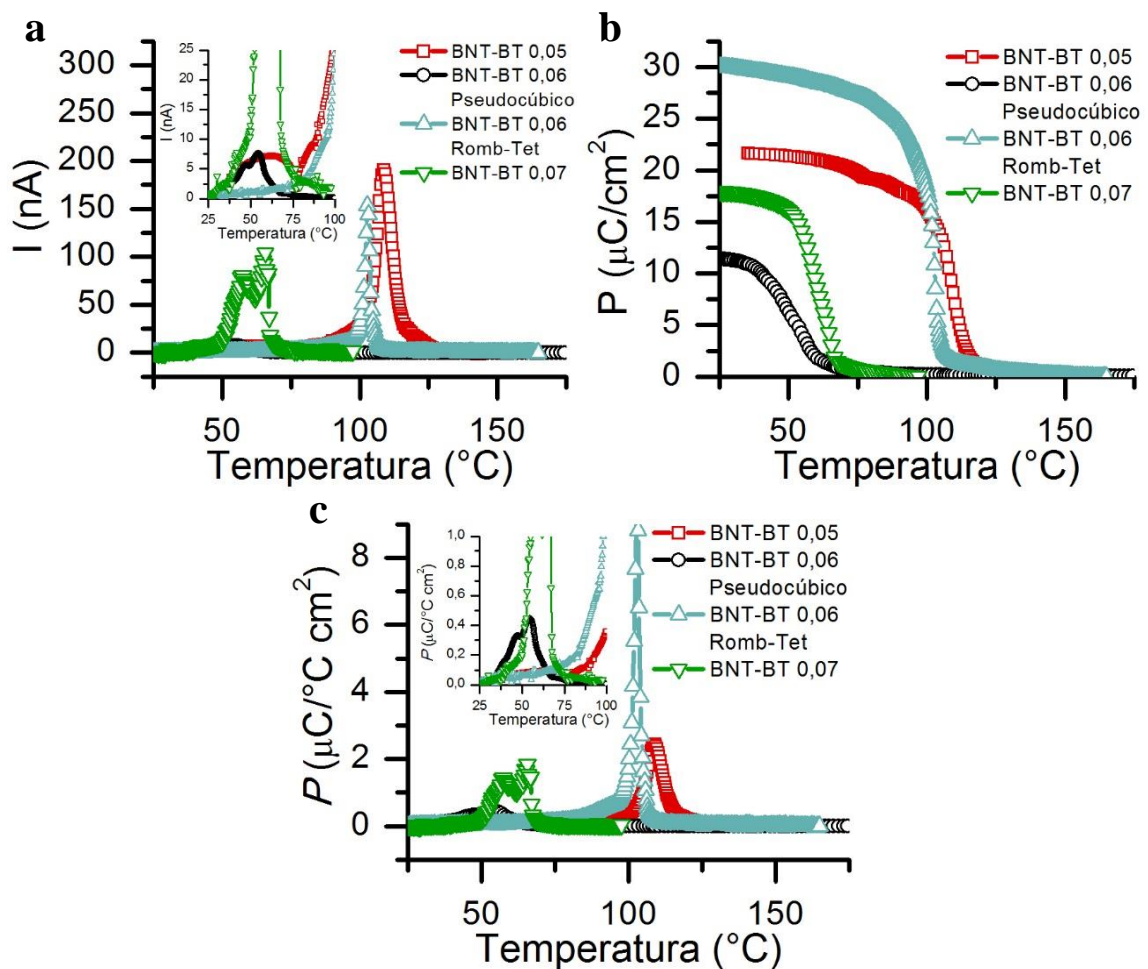 a
I (nA)
300
250
200
150
100
50
0
50
100
150
Temperatura (°C)
I (nA)
25
20
15
10
5
0
25
50
75
100
Temperatura (°C)
BNT-BT 0,05
BNT-BT 0,06
Pseudocúbico
BNT-BT 0,06
Romb-Tet
BNT-BT 0,07
b
P (μC/cm²)
30
25
20
15
10
5
0
50
100
150
Temperatura (°C)
BNT-BT 0,05
BNT-BT 0,06
Pseudocúbico
BNT-BT 0,06
Romb-Tet
BNT-BT 0,07
c
P (μC/°C cm²)
8
6
4
2
0
50
100
150
Temperatura (°C)
P (μC/°C cm²)
1,0
0,8
0,6
0,4
0,2
0,0
25
50
75
100
Temperatura (°C)
BNT-BT 0,05
BNT-BT 0,06
Pseudocúbico
BNT-BT 0,06
Romb-Tet
BNT-BT 0,07